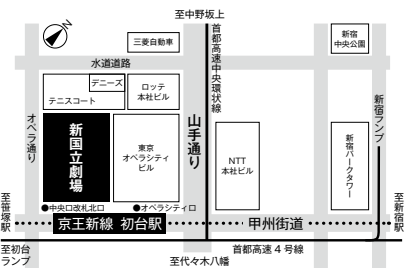 至中野坂上
N
三菱自動車
首都高速中央環状線
新宿
中央公園
水道道路
デニーズ
テニスコート
ロッテ
本社ビル
オペラ通り
新国立劇場
東京
オペラシティ
ビル
山手通り
NTT
本社ビル
新宿パークタワー
新宿ランプ
至笹塚駅
●中央口改札北口
●オペラシティ口
京王新線 初台駅
甲州街道
至新宿駅
至初台
ランプ
首都高速4号線
至代々木八幡